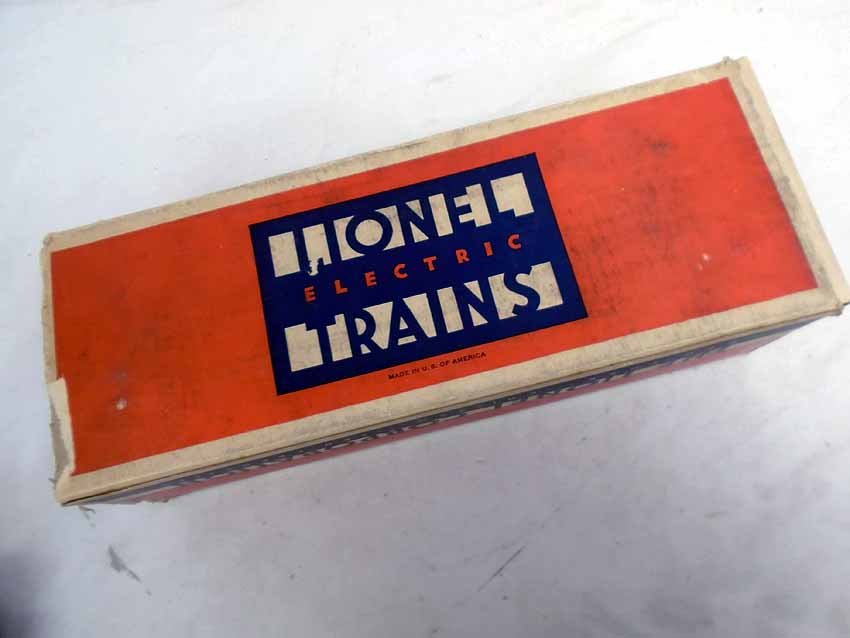 LIONEL
ELECTRIC
TRAINS
MADE IN U. S. OF AMERICA